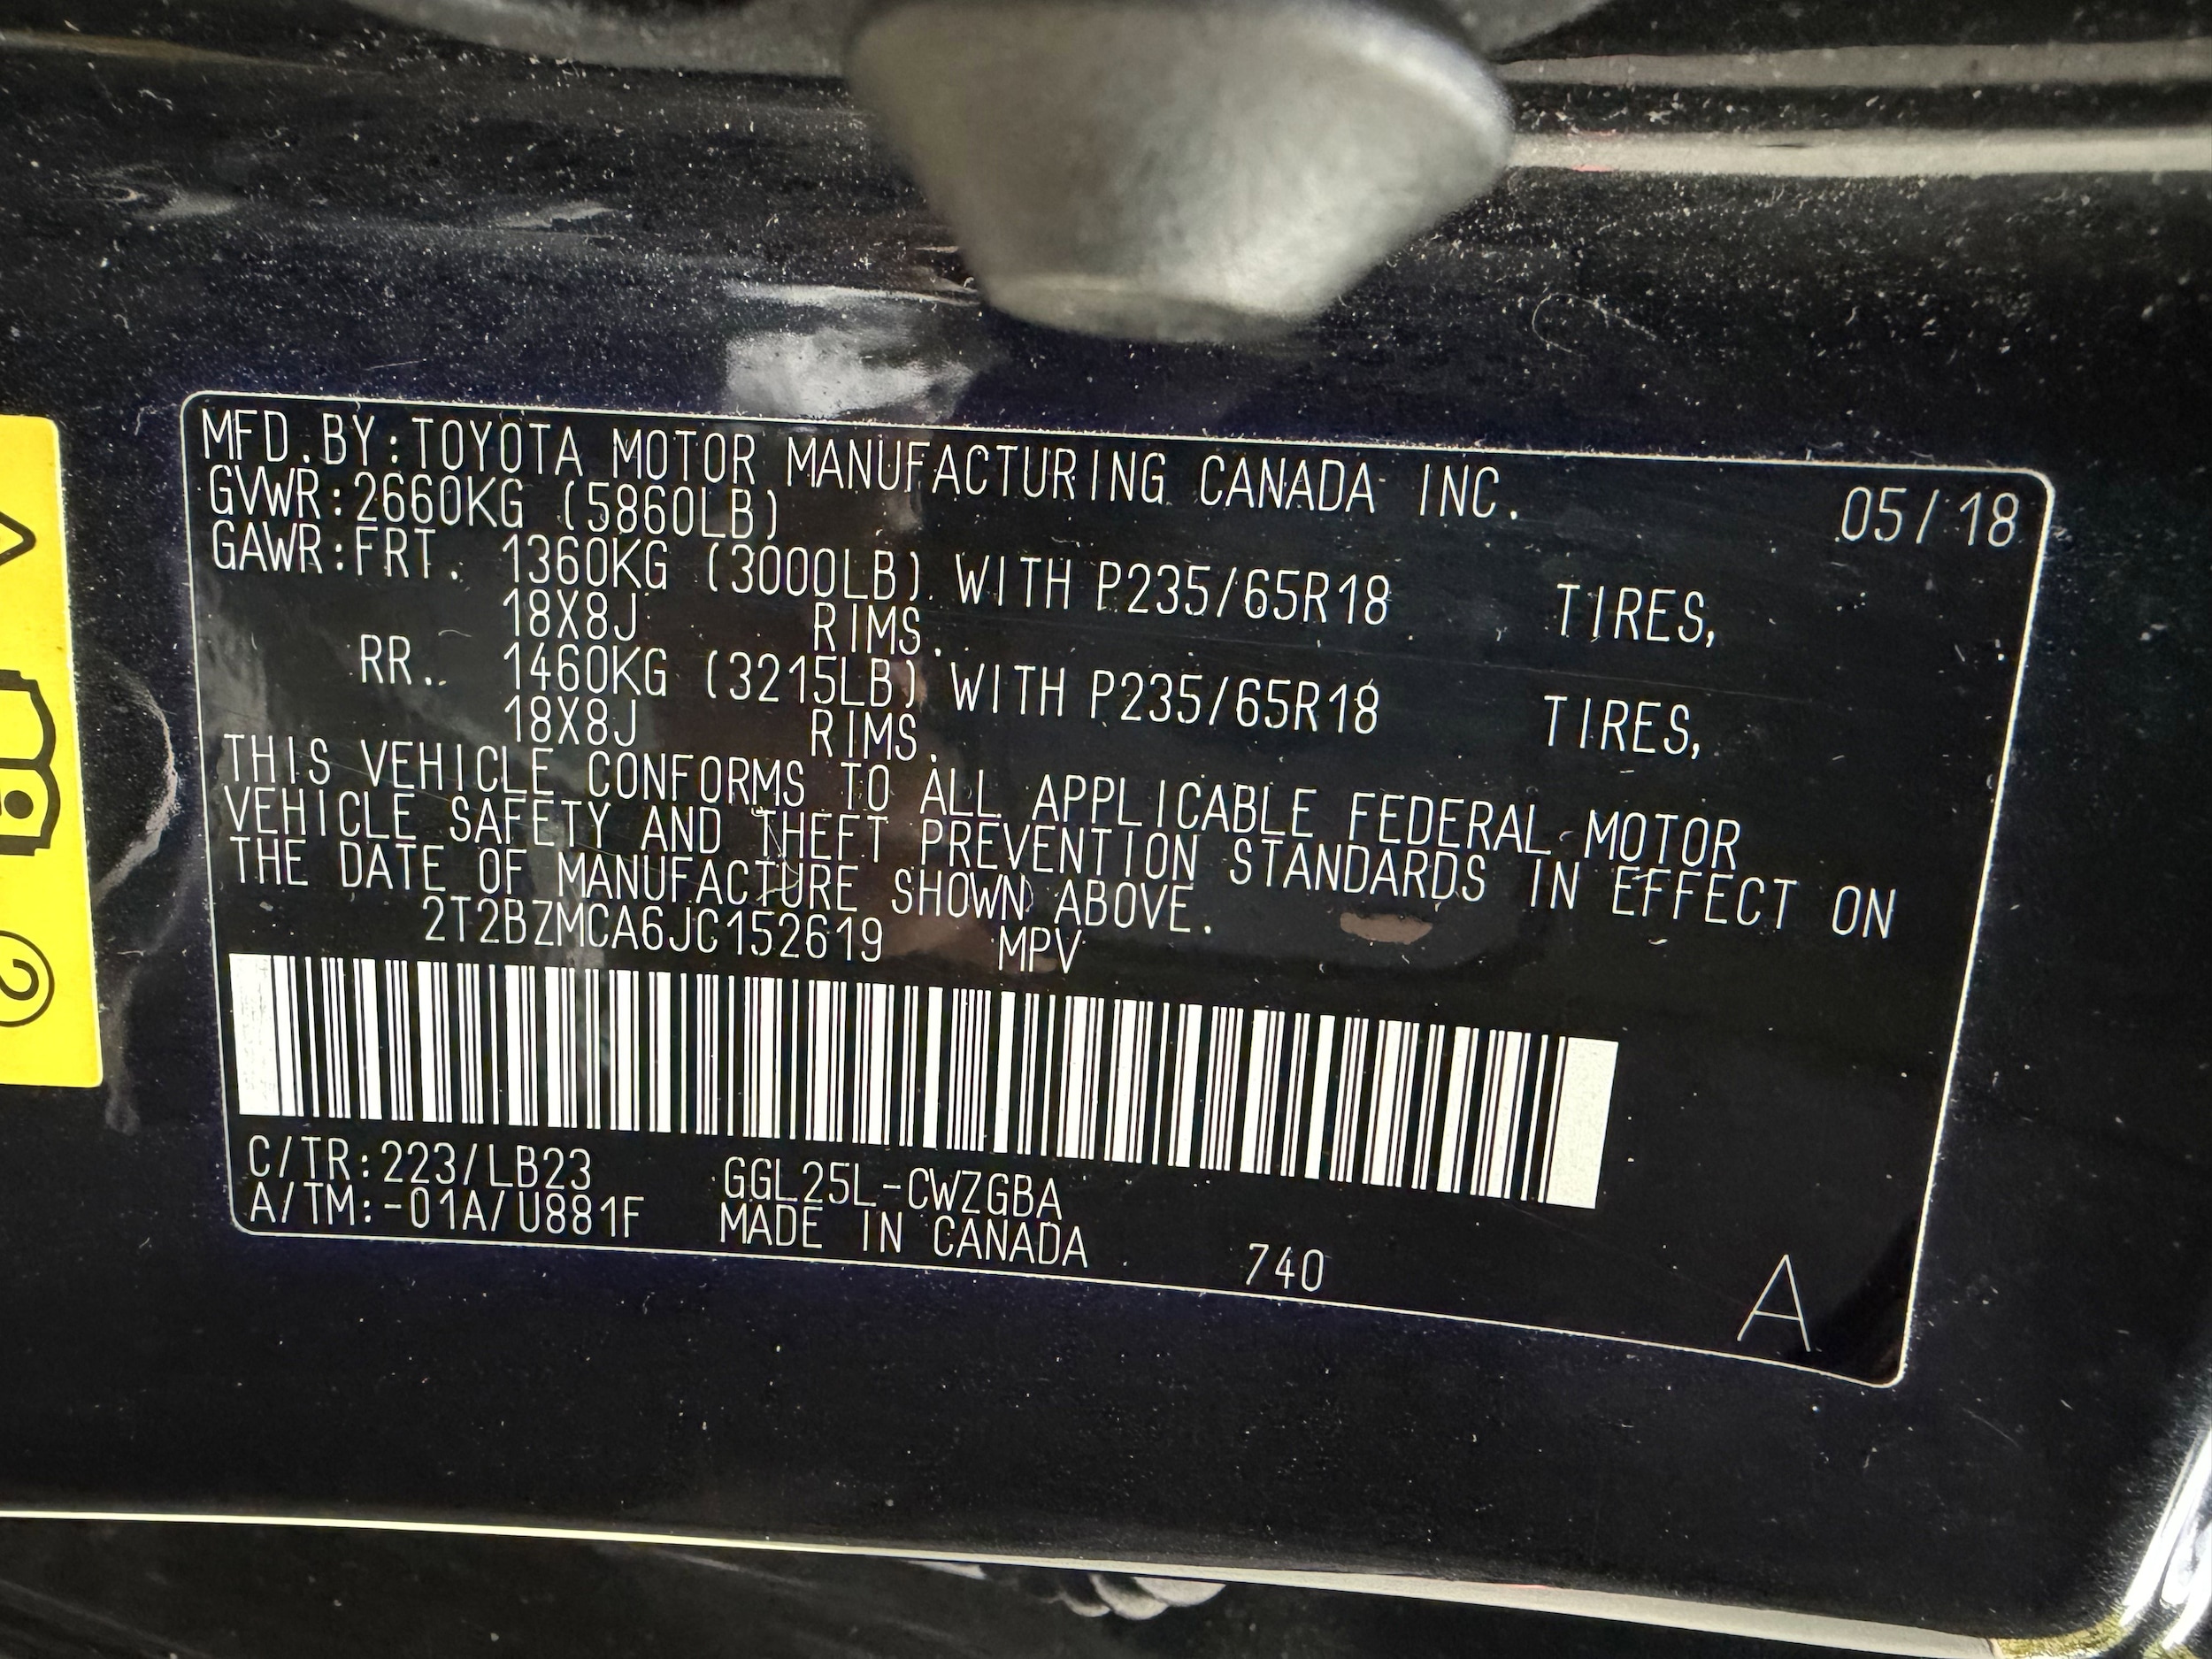 MFD.BY:TOYOTA MOTOR MANUFACTURING CANADA INC. 05/18
GVWR:2660KG (5860LB)
GAWR:FRT. 1360KG (3000LB) WITH P235/65R18 TIRES,
18X8J RIMS.
RR. 1460KG (3215LB) WITH P235/65R18 TIRES,
18X8J RIMS.
THIS VEHICLE CONFORMS TO ALL APPLICABLE FEDERAL MOTOR
VEHICLE SAFETY AND THEFT PREVENTION STANDARDS IN EFFECT ON
THE DATE OF MANUFACTURE SHOWN ABOVE.
2T2BZMCA6JC152619 MPV
C/TR:223/LB23 GGL25L-CWZGBA
A/TM:-01A/U881F MADE IN CANADA 740
A
2